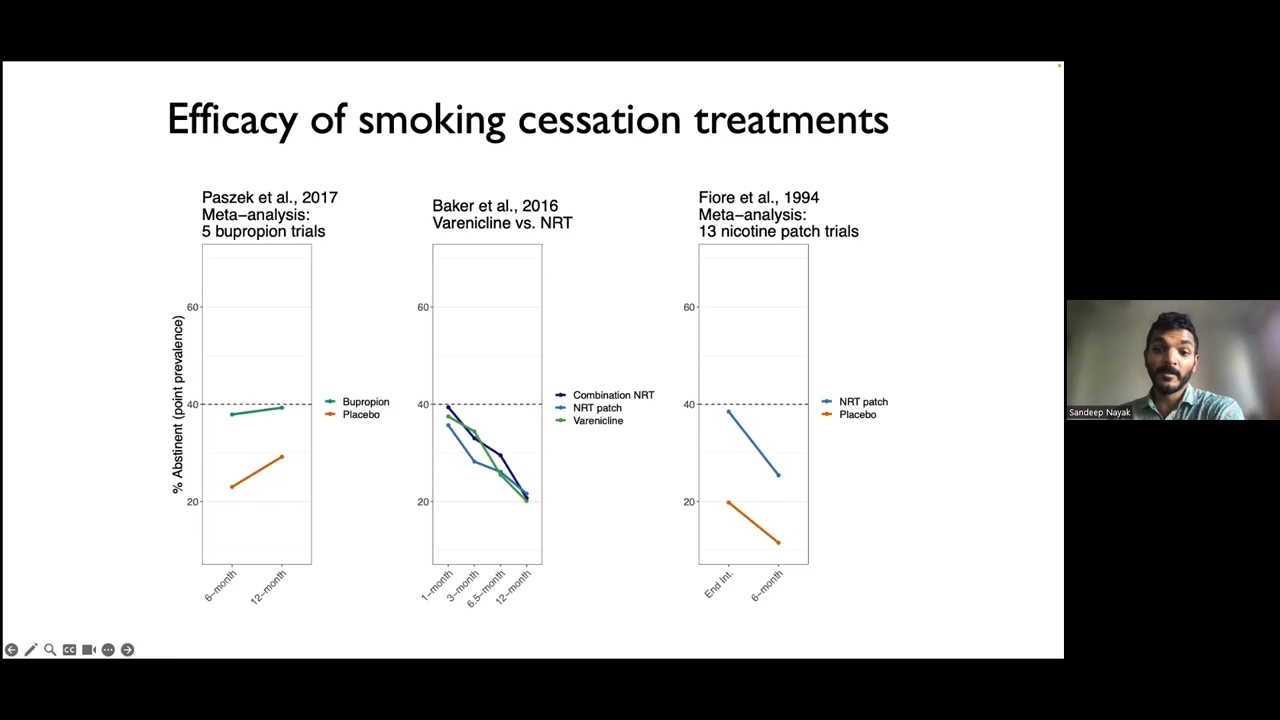 Efficacy of smoking cessation treatments
Paszek et al., 2017
Meta-analysis:
5 bupropion trials
% Abstinent (point prevalence)
60
40
20
6-month
12-month
Bupropion
Placebo
Baker et al., 2016
Varenicline vs. NRT
60
40
20
1-month
3-month
6.5-month
12-month
Combination NRT
NRT patch
Varenicline
Fiore et al., 1994
Meta-analysis:
13 nicotine patch trials
60
40
20
End Int.
6-month
NRT patch
Placebo
CC
Sandeep Nayak